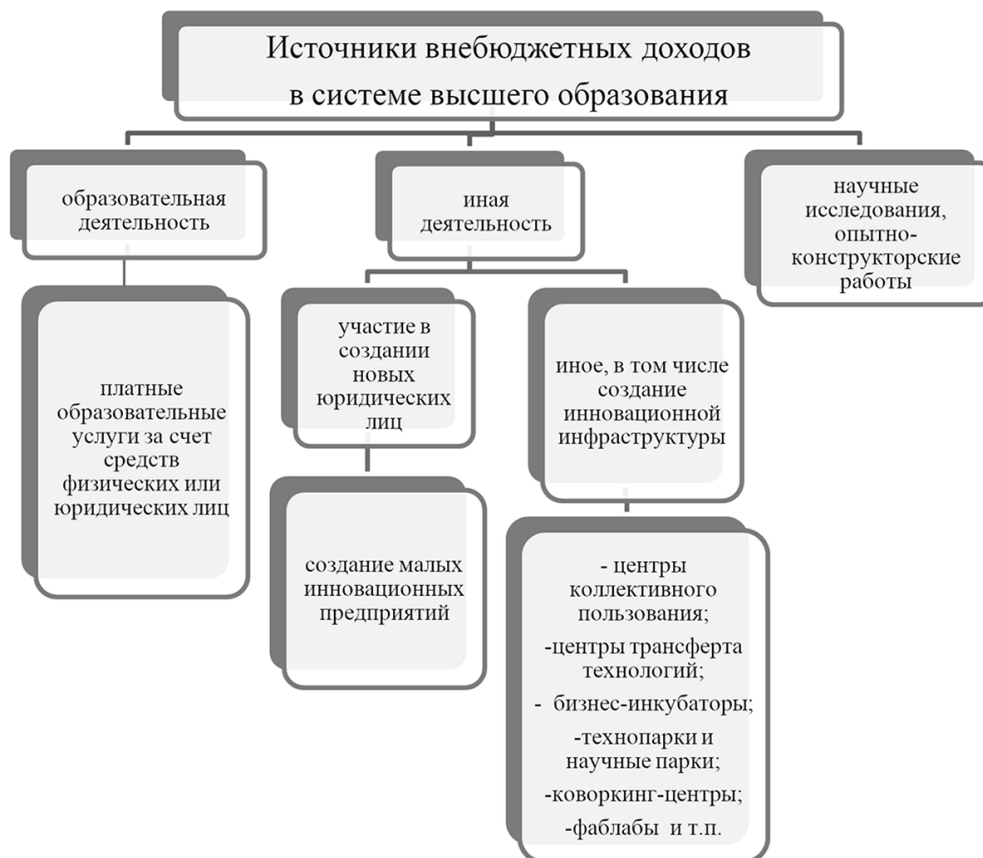 Источники внебюджетных доходов
в системе высшего образования
образовательная
деятельность
иная
деятельность
научные
исследования,
опытно-
конструкторские
работы
платные
образовательные
услуги за счет
средств
физических или
юридических лиц
участие в
создании
новых
юридических
лиц
иное, в том числе
создание
инновационной
инфраструктуры
создание малых
инновационных
предприятий
- центры
коллективного
пользования;
-центры трансферта
технологий;
- бизнес-инкубаторы;
-технопарки и
научные парки;
-коворкинг-центры;
-фаблабы и т.п.